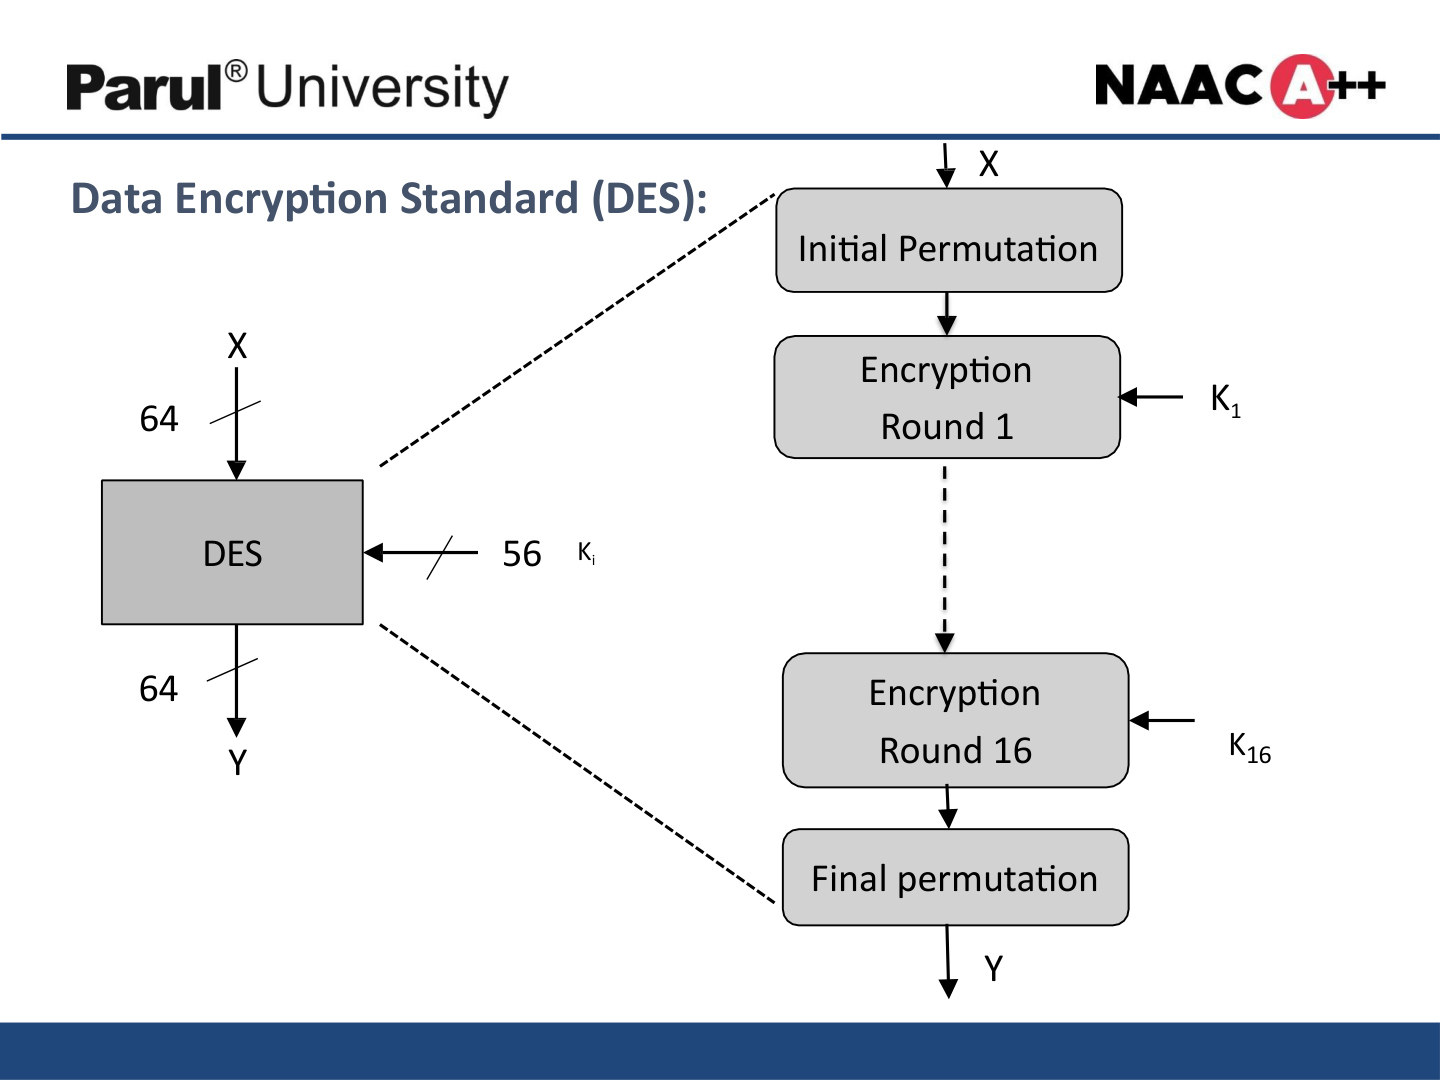 Parul® University
NAAC A++
Data Encryption Standard (DES):
X
64
DES
56 Ki
64
Y
X
Initial Permutation
Encryption
Round 1
K1
Encryption
Round 16
K16
Final permutation
Y